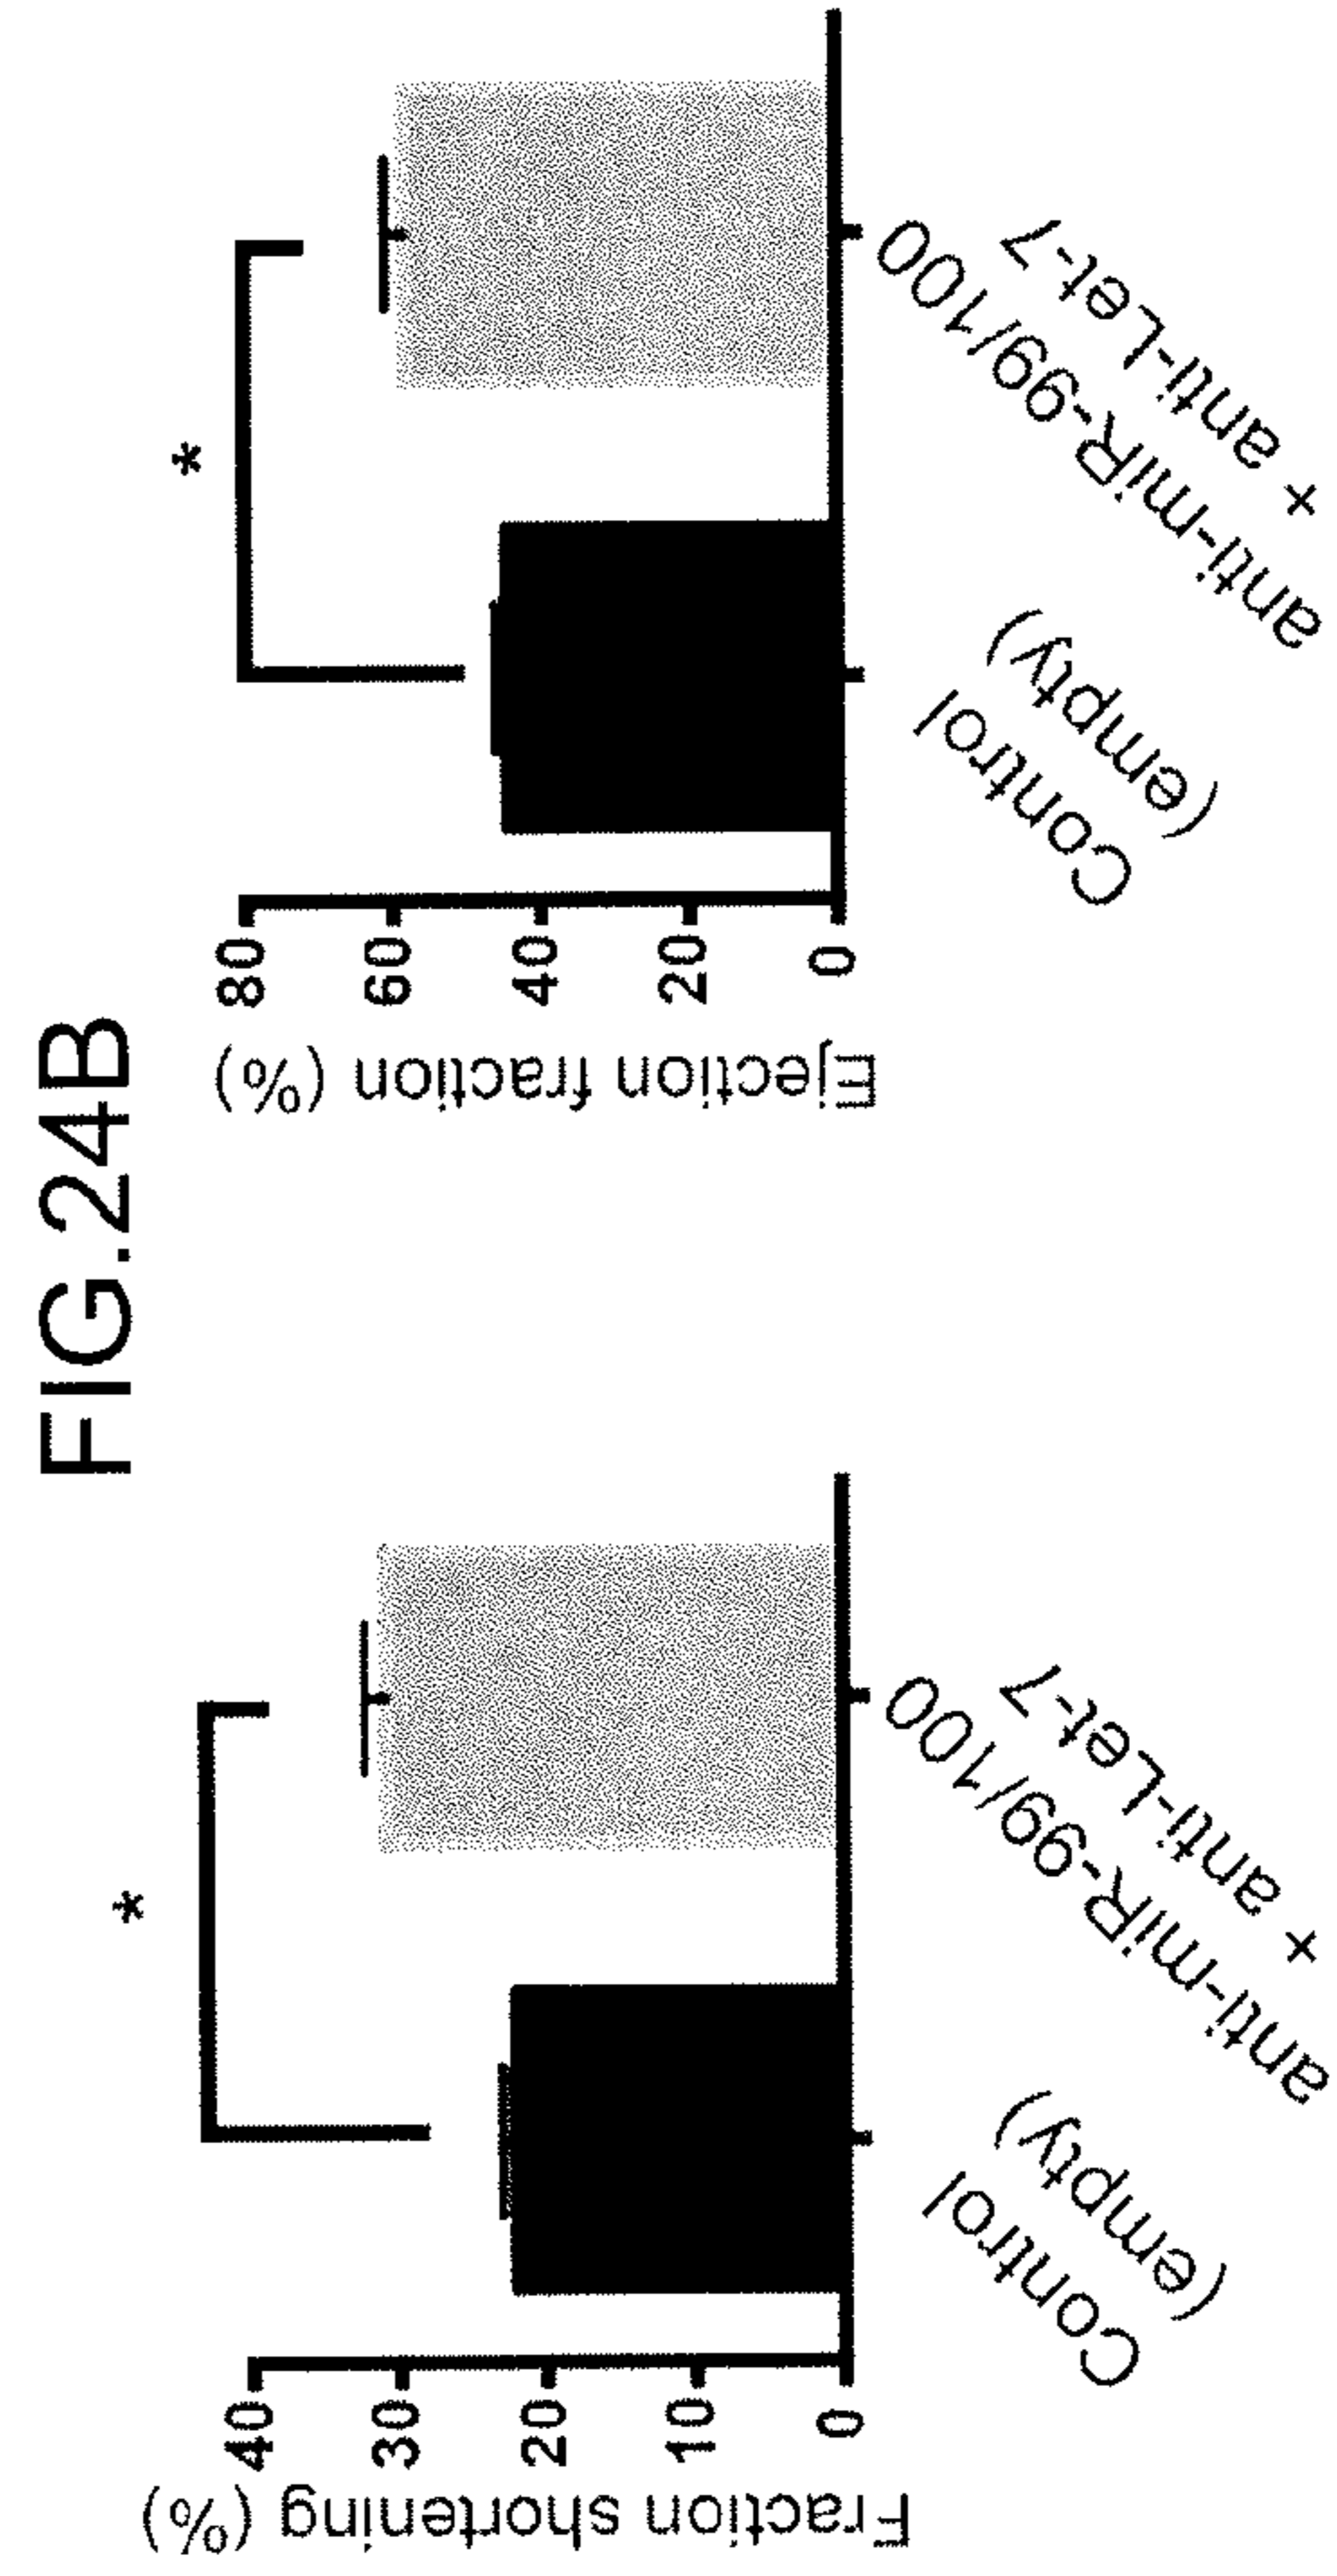 FIG.24B
*
40
30
20
10
0
Fraction shortening (%)
Control
(empty)
anti-miR-99/100
+ anti-Let-7
*
80
60
40
20
0
Ejection fraction (%)
Control
(empty)
anti-miR-99/100
+ anti-Let-7